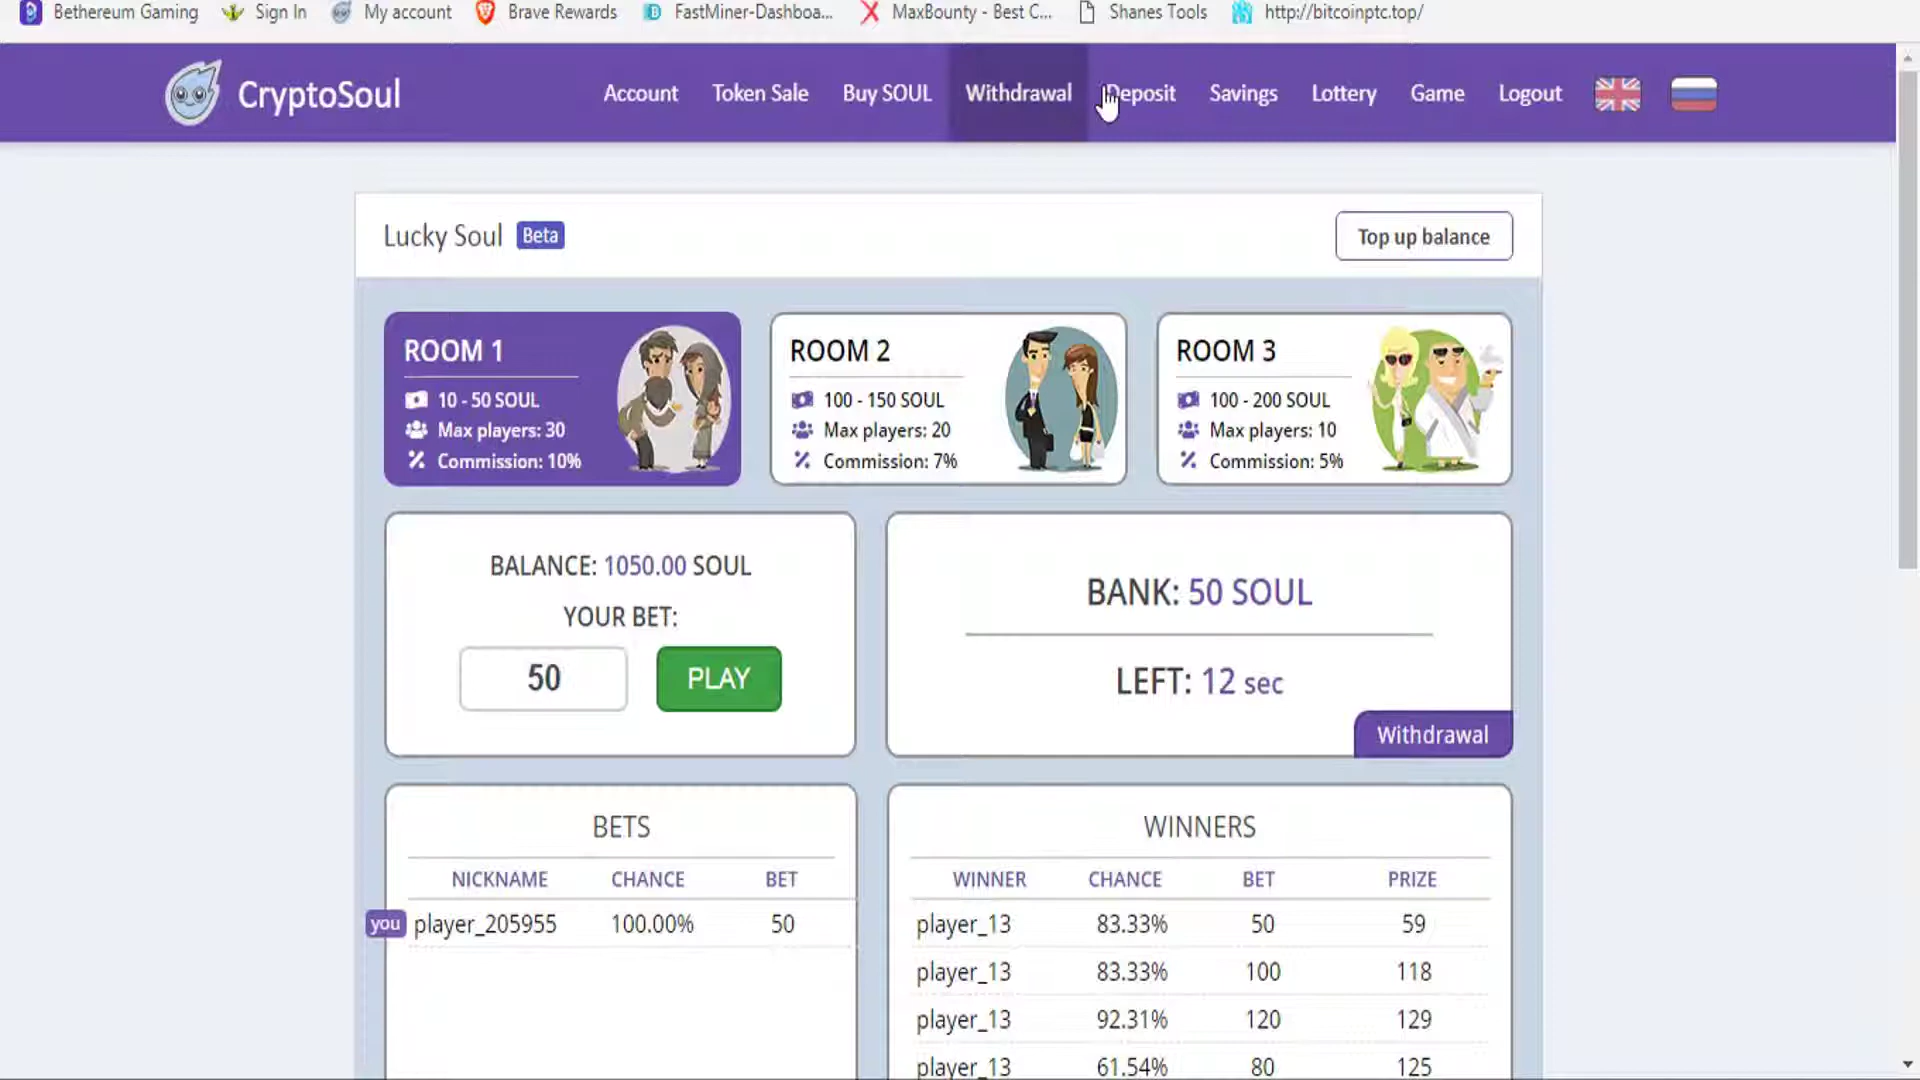 Bethereum Gaming Sign In My account Brave Rewards FastMiner-Dashboa... MaxBounty - Best C... Shanes Tools http://bitcoinptc.top/
CryptoSoul Account Token Sale Buy SOUL Withdrawal Deposit Savings Lottery Game Logout
Lucky Soul Beta Top up balance
ROOM 1
10 - 50 SOUL
Max players: 30
Commission: 10%
ROOM 2
100 - 150 SOUL
Max players: 20
Commission: 7%
ROOM 3
100 - 200 SOUL
Max players: 10
Commission: 5%
BALANCE: 1050.00 SOUL
YOUR BET:
50 PLAY
BANK: 50 SOUL
LEFT: 12 sec
Withdrawal
BETS
NICKNAME CHANCE BET
you player_205955 100.00% 50
WINNERS
WINNER CHANCE BET PRIZE
player_13 83.33% 50 59
player_13 83.33% 100 118
player_13 92.31% 120 129
player_13 61.54% 80 125